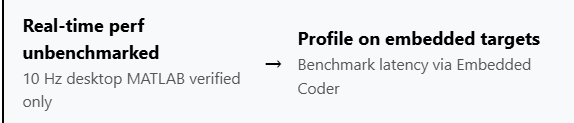 Real-time perf
unbenchmarked
10 Hz desktop MATLAB verified
only
→
Profile on embedded targets
Benchmark latency via Embedded
Coder